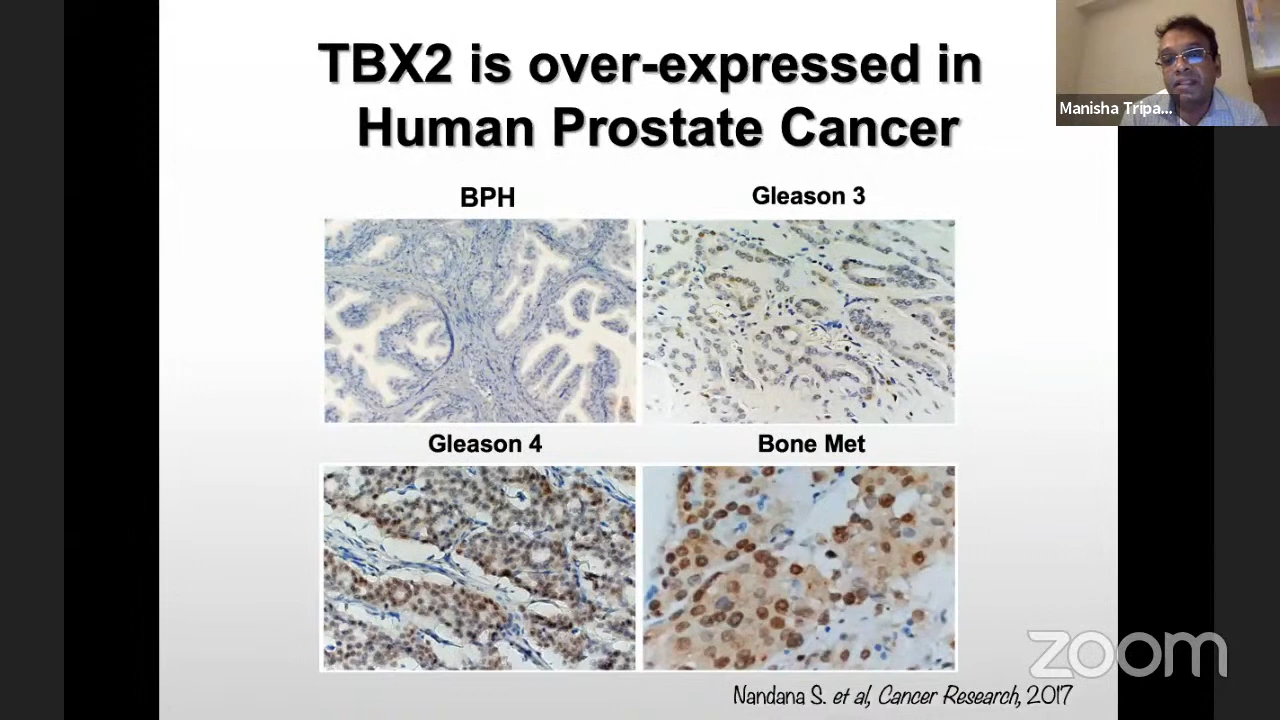 TBX2 is over-expressed in
Human Prostate Cancer
Manisha Tripa...
BPH
Gleason 3
Gleason 4
Bone Met
zoom
Nandana S. et al, Cancer Research, 2017